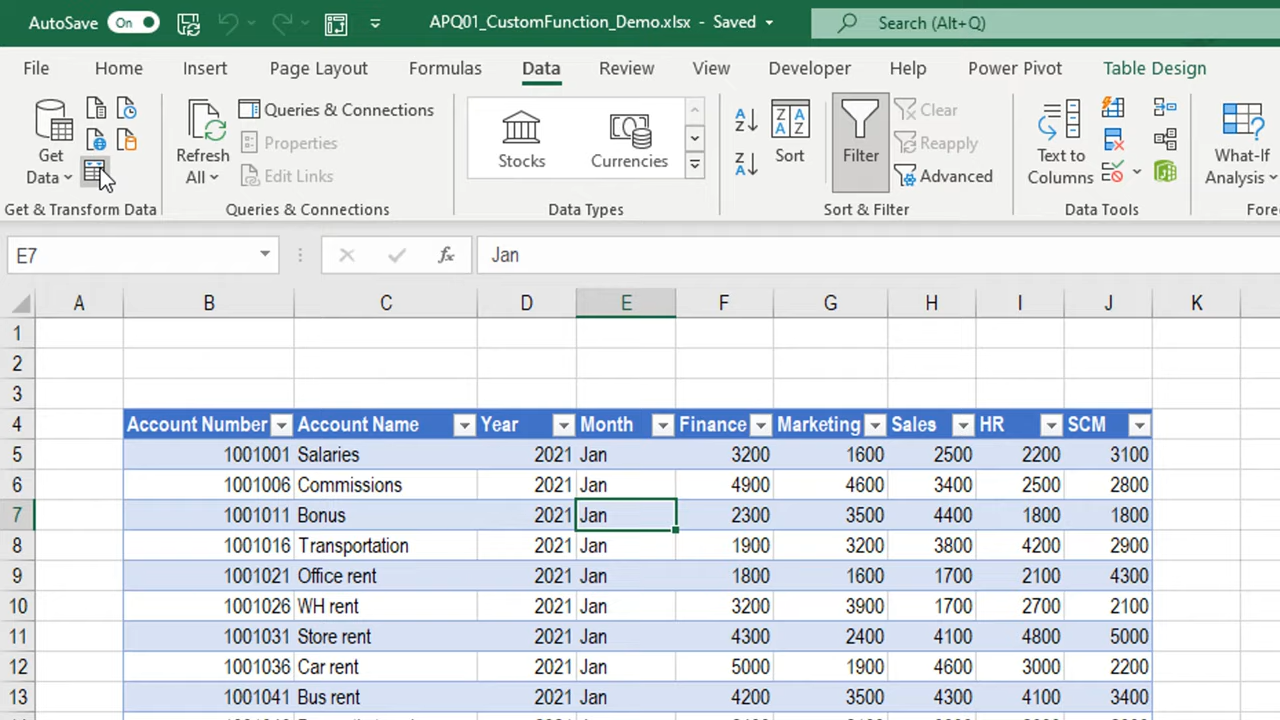 AutoSave On APQ01_CustomFunction_Demo.xlsx - Saved Search (Alt+Q)
File Home Insert Page Layout Formulas Data Review View Developer Help Power Pivot Table Design
Get Data
Refresh All
Queries & Connections
Properties
Edit Links
Stocks
Currencies
A Z
Z A
Z A A Z
Sort
Filter
Clear
Reapply
Advanced
Text to Columns
What-If Analysis
Get & Transform Data Queries & Connections Data Types Sort & Filter Data Tools Fore
E7 fx Jan
A B C D E F G H I J K
1
2
3
4 Account Number Account Name Year Month Finance Marketing Sales HR SCM
5 1001001 Salaries 2021 Jan 3200 1600 2500 2200 3100
6 1001006 Commissions 2021 Jan 4900 4600 3400 2500 2800
7 1001011 Bonus 2021 Jan 2300 3500 4400 1800 1800
8 1001016 Transportation 2021 Jan 1900 3200 3800 4200 2900
9 1001021 Office rent 2021 Jan 1800 1600 1700 2100 4300
10 1001026 WH rent 2021 Jan 3200 3900 1700 2700 2100
11 1001031 Store rent 2021 Jan 4300 2400 4100 4800 5000
12 1001036 Car rent 2021 Jan 5000 1900 4600 3000 2200
13 1001041 Bus rent 2021 Jan 4200 3500 4300 4100 3400